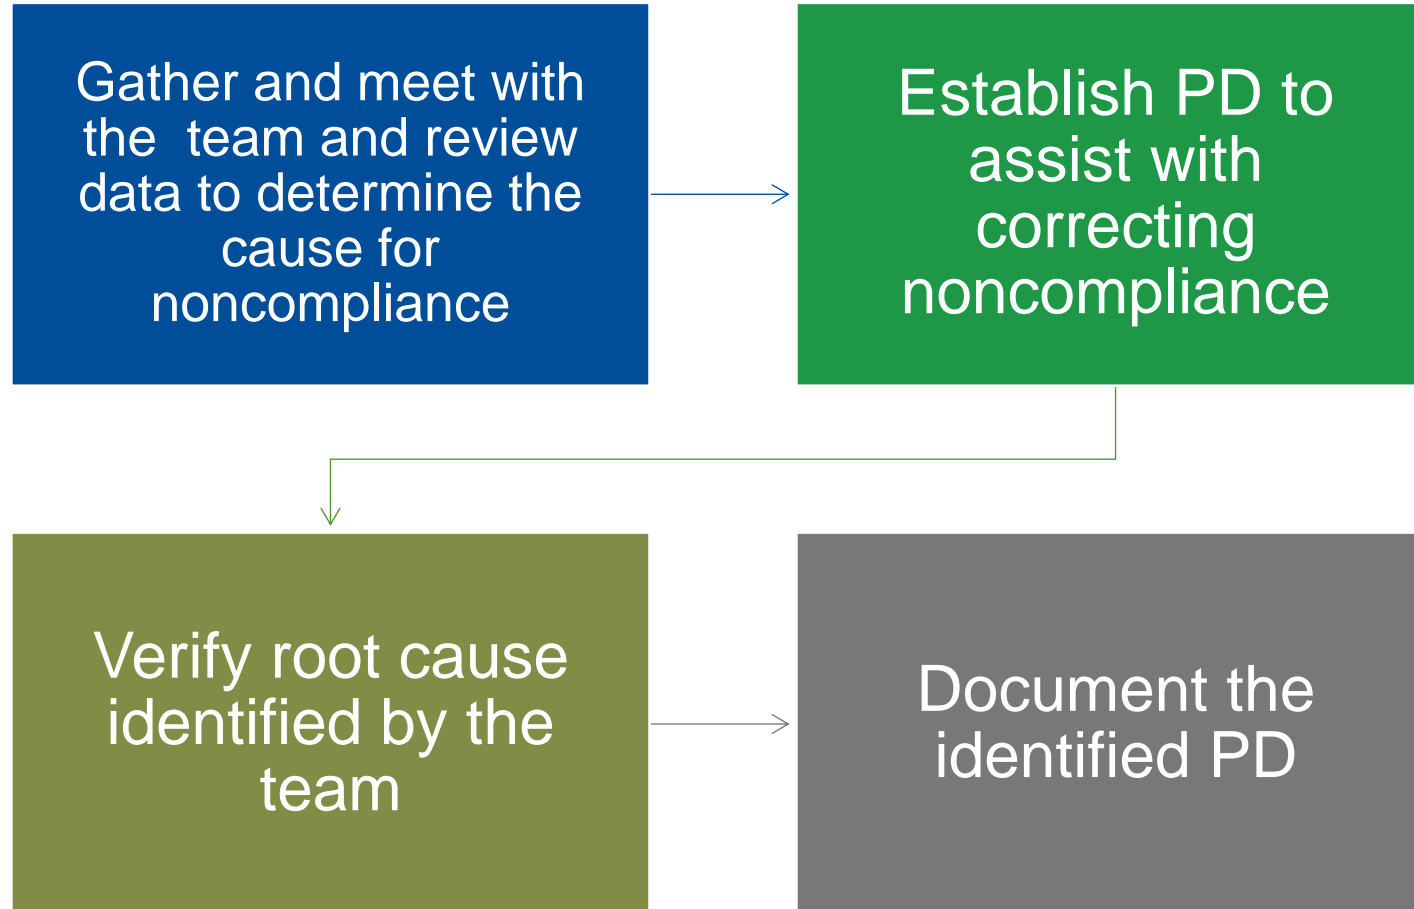 Gather and meet with
the  team and review
data to determine the
cause for
noncompliance
Establish PD to
assist with
correcting
noncompliance
Verify root cause
identified by the
team
Document the
identified PD